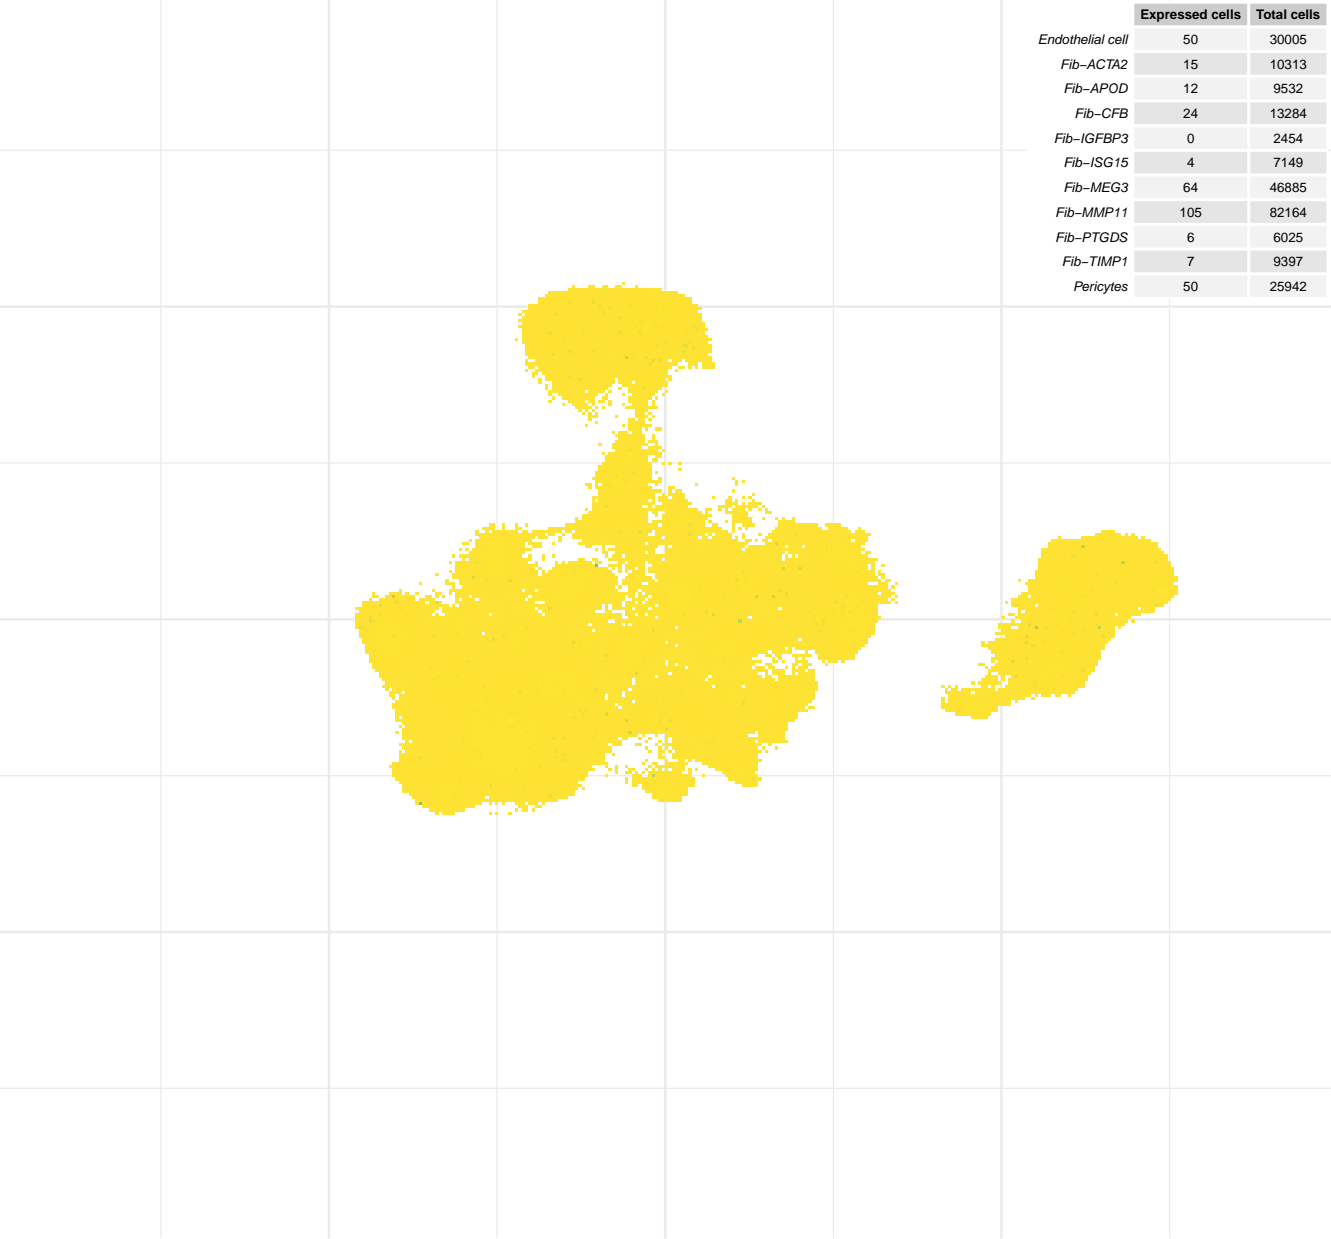 Expressed cells Total cells
Endothelial cell 50 30005
Fib−ACTA2 15 10313
Fib−APOD 12 9532
Fib−CFB 24 13284
Fib−IGFBP3 0 2454
Fib−ISG15 4 7149
Fib−MEG3 64 46885
Fib−MMP11 105 82164
Fib−PTGDS 6 6025
Fib−TIMP1 7 9397
Pericytes 50 25942